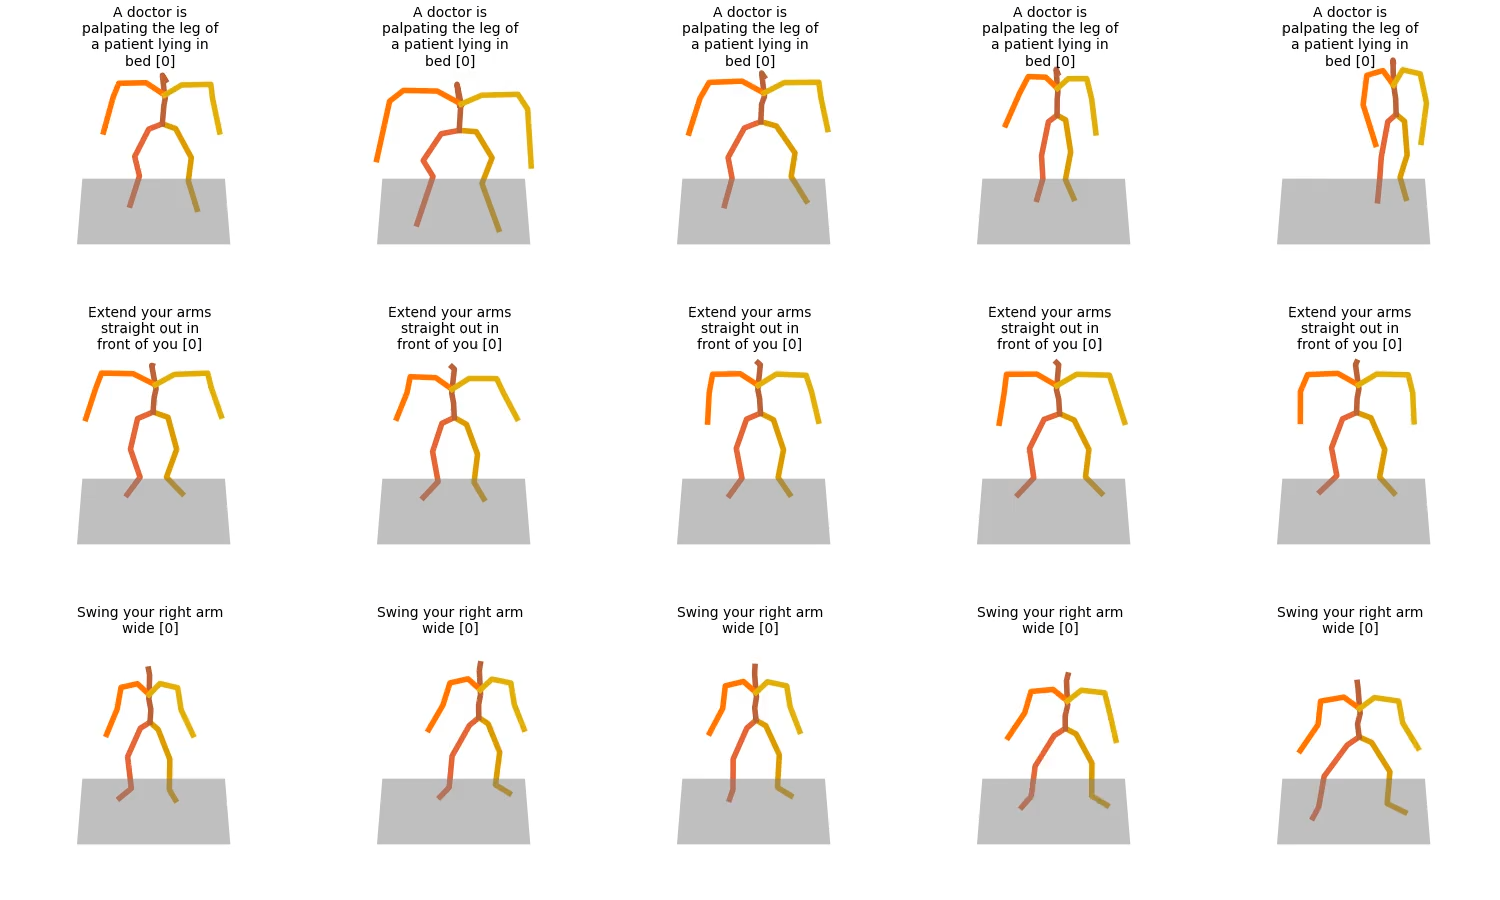 A doctor is
palpating the leg of
a patient lying in
bed [0]
A doctor is
palpating the leg of
a patient lying in
bed [0]
A doctor is
palpating the leg of
a patient lying in
bed [0]
A doctor is
palpating the leg of
a patient lying in
bed [0]
A doctor is
palpating the leg of
a patient lying in
bed [0]
Extend your arms
straight out in
front of you [0]
Extend your arms
straight out in
front of you [0]
Extend your arms
straight out in
front of you [0]
Extend your arms
straight out in
front of you [0]
Extend your arms
straight out in
front of you [0]
Swing your right arm
wide [0]
Swing your right arm
wide [0]
Swing your right arm
wide [0]
Swing your right arm
wide [0]
Swing your right arm
wide [0]